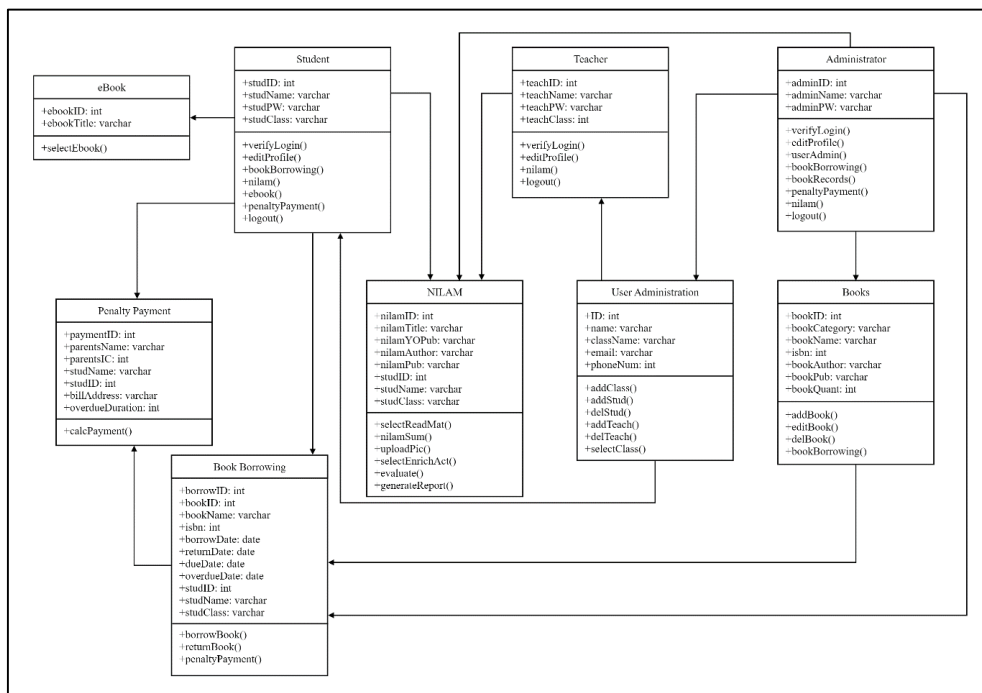 eBook
+ebookID: int
+ebookTitle: varchar
+selectEbook()
Student
+studID: int
+studName: varchar
+studPW: varchar
+studClass: varchar
+verifyLogin()
+editProfile()
+bookBorrowing()
+nilam()
+ebook()
+penaltyPayment()
+logout()
Teacher
+teachID: int
+teachName: varchar
+teachPW: varchar
+teachClass: int
+verifyLogin()
+editProfile()
+nilam()
+logout()
Administrator
+adminID: int
+adminName: varchar
+adminPW: varchar
+verifyLogin()
+editProfile()
+userAdmin()
+bookBorrowing()
+bookRecords()
+penaltyPayment()
+nilam()
+logout()
Penalty Payment
+paymentID: int
+parentsName: varchar
+parentsIC: int
+studName: varchar
+studID: int
+billAddress: varchar
+overdueDuration: int
+calcPayment()
NILAM
+nilamID: int
+nilamTitle: varchar
+nilamYOPub: varchar
+nilamAuthor: varchar
+nilamPub: varchar
+studID: int
+studName: varchar
+studClass: varchar
+selectReadMat()
+nilamSum()
+uploadPic()
+selectEnrichAct()
+evaluate()
+generateReport()
User Administration
+ID: int
+name: varchar
+className: varchar
+email: varchar
+phoneNum: int
+addClass()
+addStud()
+delStud()
+addTeach()
+delTeach()
+selectClass()
Books
+bookID: int
+bookCategory: varchar
+bookName: varchar
+isbn: int
+bookAuthor: varchar
+bookPub: varchar
+bookQuant: int
+addBook()
+editBook()
+delBook()
+bookBorrowing()
Book Borrowing
+borrowID: int
+bookID: int
+bookName: varchar
+isbn: int
+borrowDate: date
+returnDate: date
+dueDate: date
+overdueDate: date
+studID: int
+studName: varchar
+studClass: varchar
+borrowBook()
+returnBook()
+penaltyPayment()